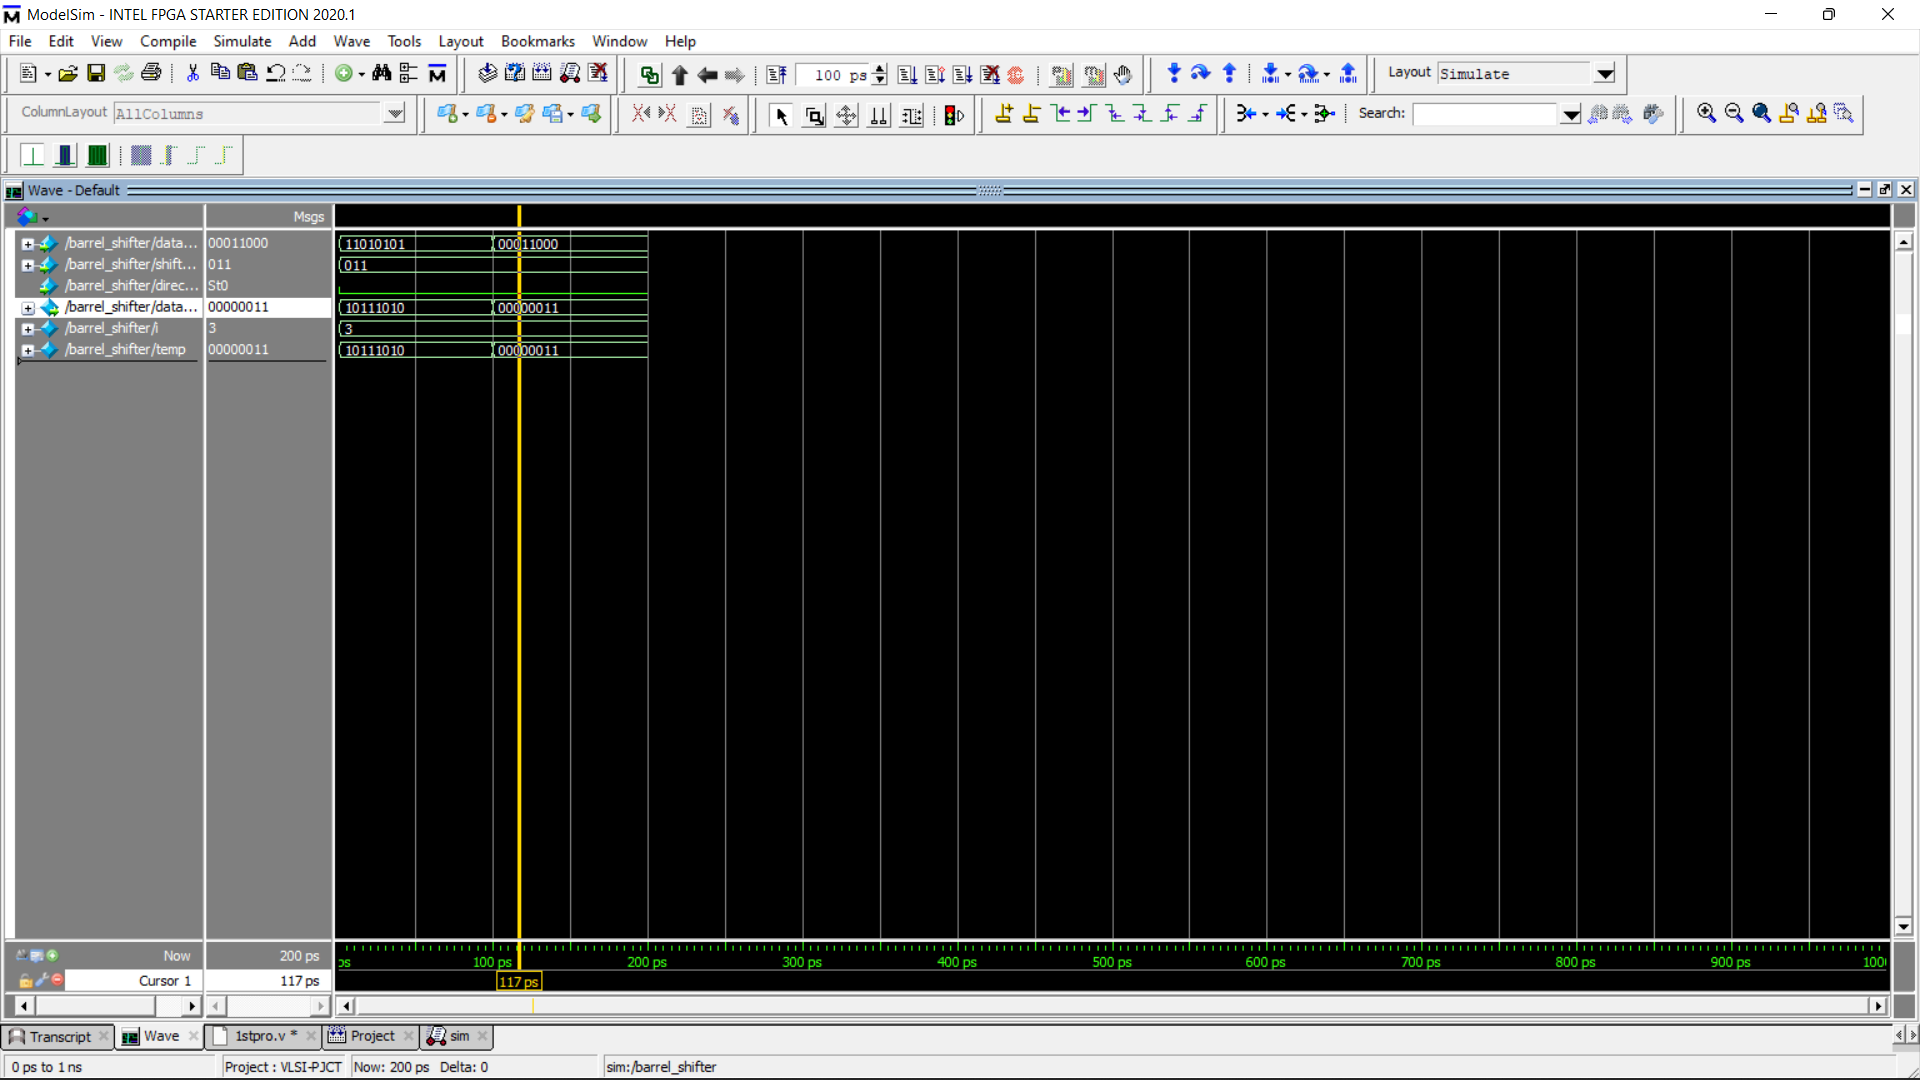 ModelSim - INTEL FPGA STARTER EDITION 2020.1
File Edit View Compile Simulate Add Wave Tools Layout Bookmarks Window Help
100 ps
Layout Simulate
ColumnLayout AllColumns
Search:
Wave - Default
Msgs
/barrel_shifter/data... 00011000 11010101 00011000
/barrel_shifter/shift... 011 011
/barrel_shifter/direc... St0
/barrel_shifter/data... 00000011 10111010 00000011
/barrel_shifter/i 3 3
/barrel_shifter/temp 00000011 10111010 00000011
Now 200 ps
ps 100 ps 200 ps 300 ps 400 ps 500 ps 600 ps 700 ps 800 ps 900 ps 100
Cursor 1 117 ps 117 ps
Transcript Wave 1stpro.v * Project sim
0 ps to 1 ns Project : VLSI-PJCT Now: 200 ps Delta: 0 sim:/barrel_shifter